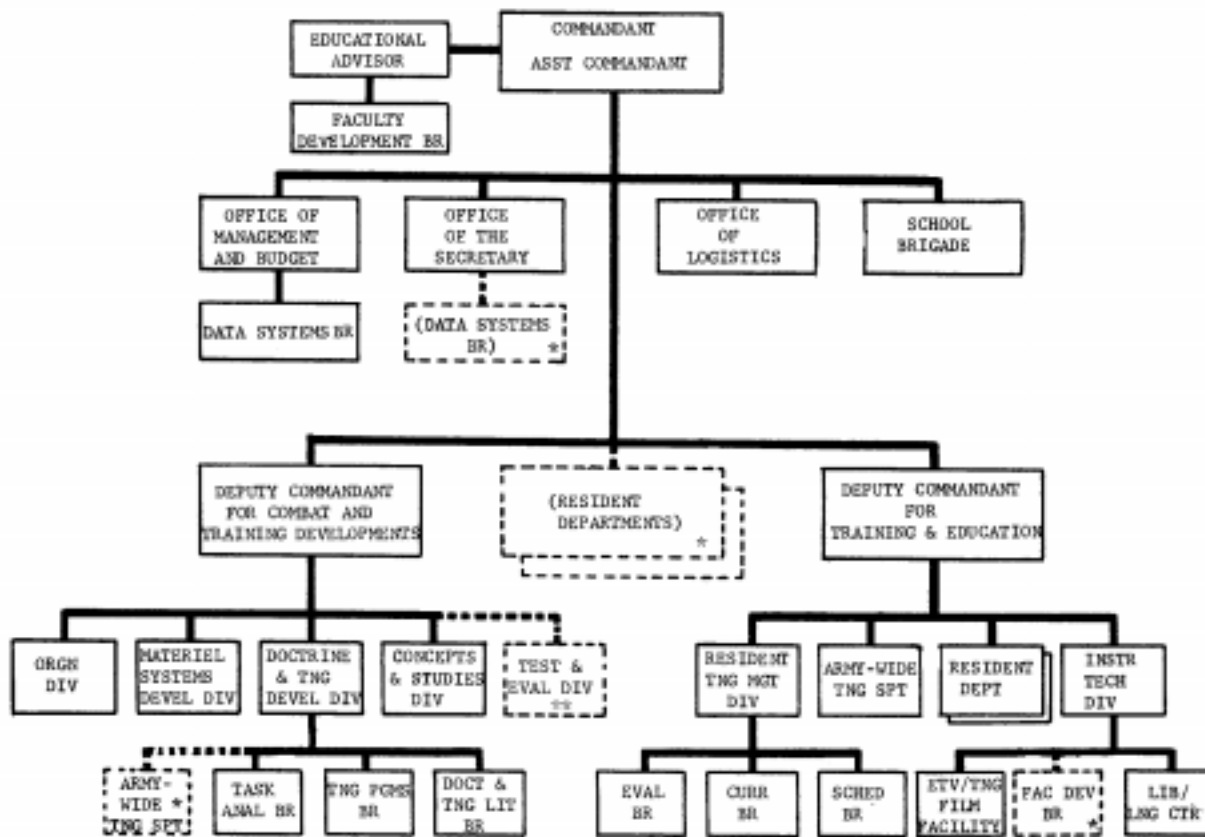 COMMANDANT
ASST COMMANDANT
EDUCATIONAL
ADVISOR
FACULTY
DEVELOPMENT BR
OFFICE OF
MANAGEMENT
AND BUDGET
OFFICE
OF THE
SECRETARY
OFFICE
OF
LOGISTICS
SCHOOL
BRIGADE
DATA SYSTEMS BR
(DATA SYSTEMS
BR) *
DEPUTY COMMANDANT
FOR COMBAT AND
TRAINING DEVELOPMENTS
(RESIDENT
DEPARTMENTS)
*
DEPUTY COMMANDANT
FOR
TRAINING & EDUCATION
ORGN
DIV
MATERIEL
SYSTEMS
DEVEL DIV
DOCTRINE
& TNG
DEVEL DIV
CONCEPTS
& STUDIES
DIV
TEST &
EVAL DIV
**
RESIDENT
TNG MGT
DIV
ARMY-WIDE
TNG SPT
RESIDENT
DEPT
INSTR
TECH
DIV
ARMY-
WIDE *
TNG SPT
TASK
ANAL BR
TNG PGMS
BR
DOCT &
TNG LIT
BR
EVAL
BR
CURR
BR
SCHED
BR
ETV/TNG
FILM
FACILITY
FAC DEV
BR *
LIB/
LNG CTR